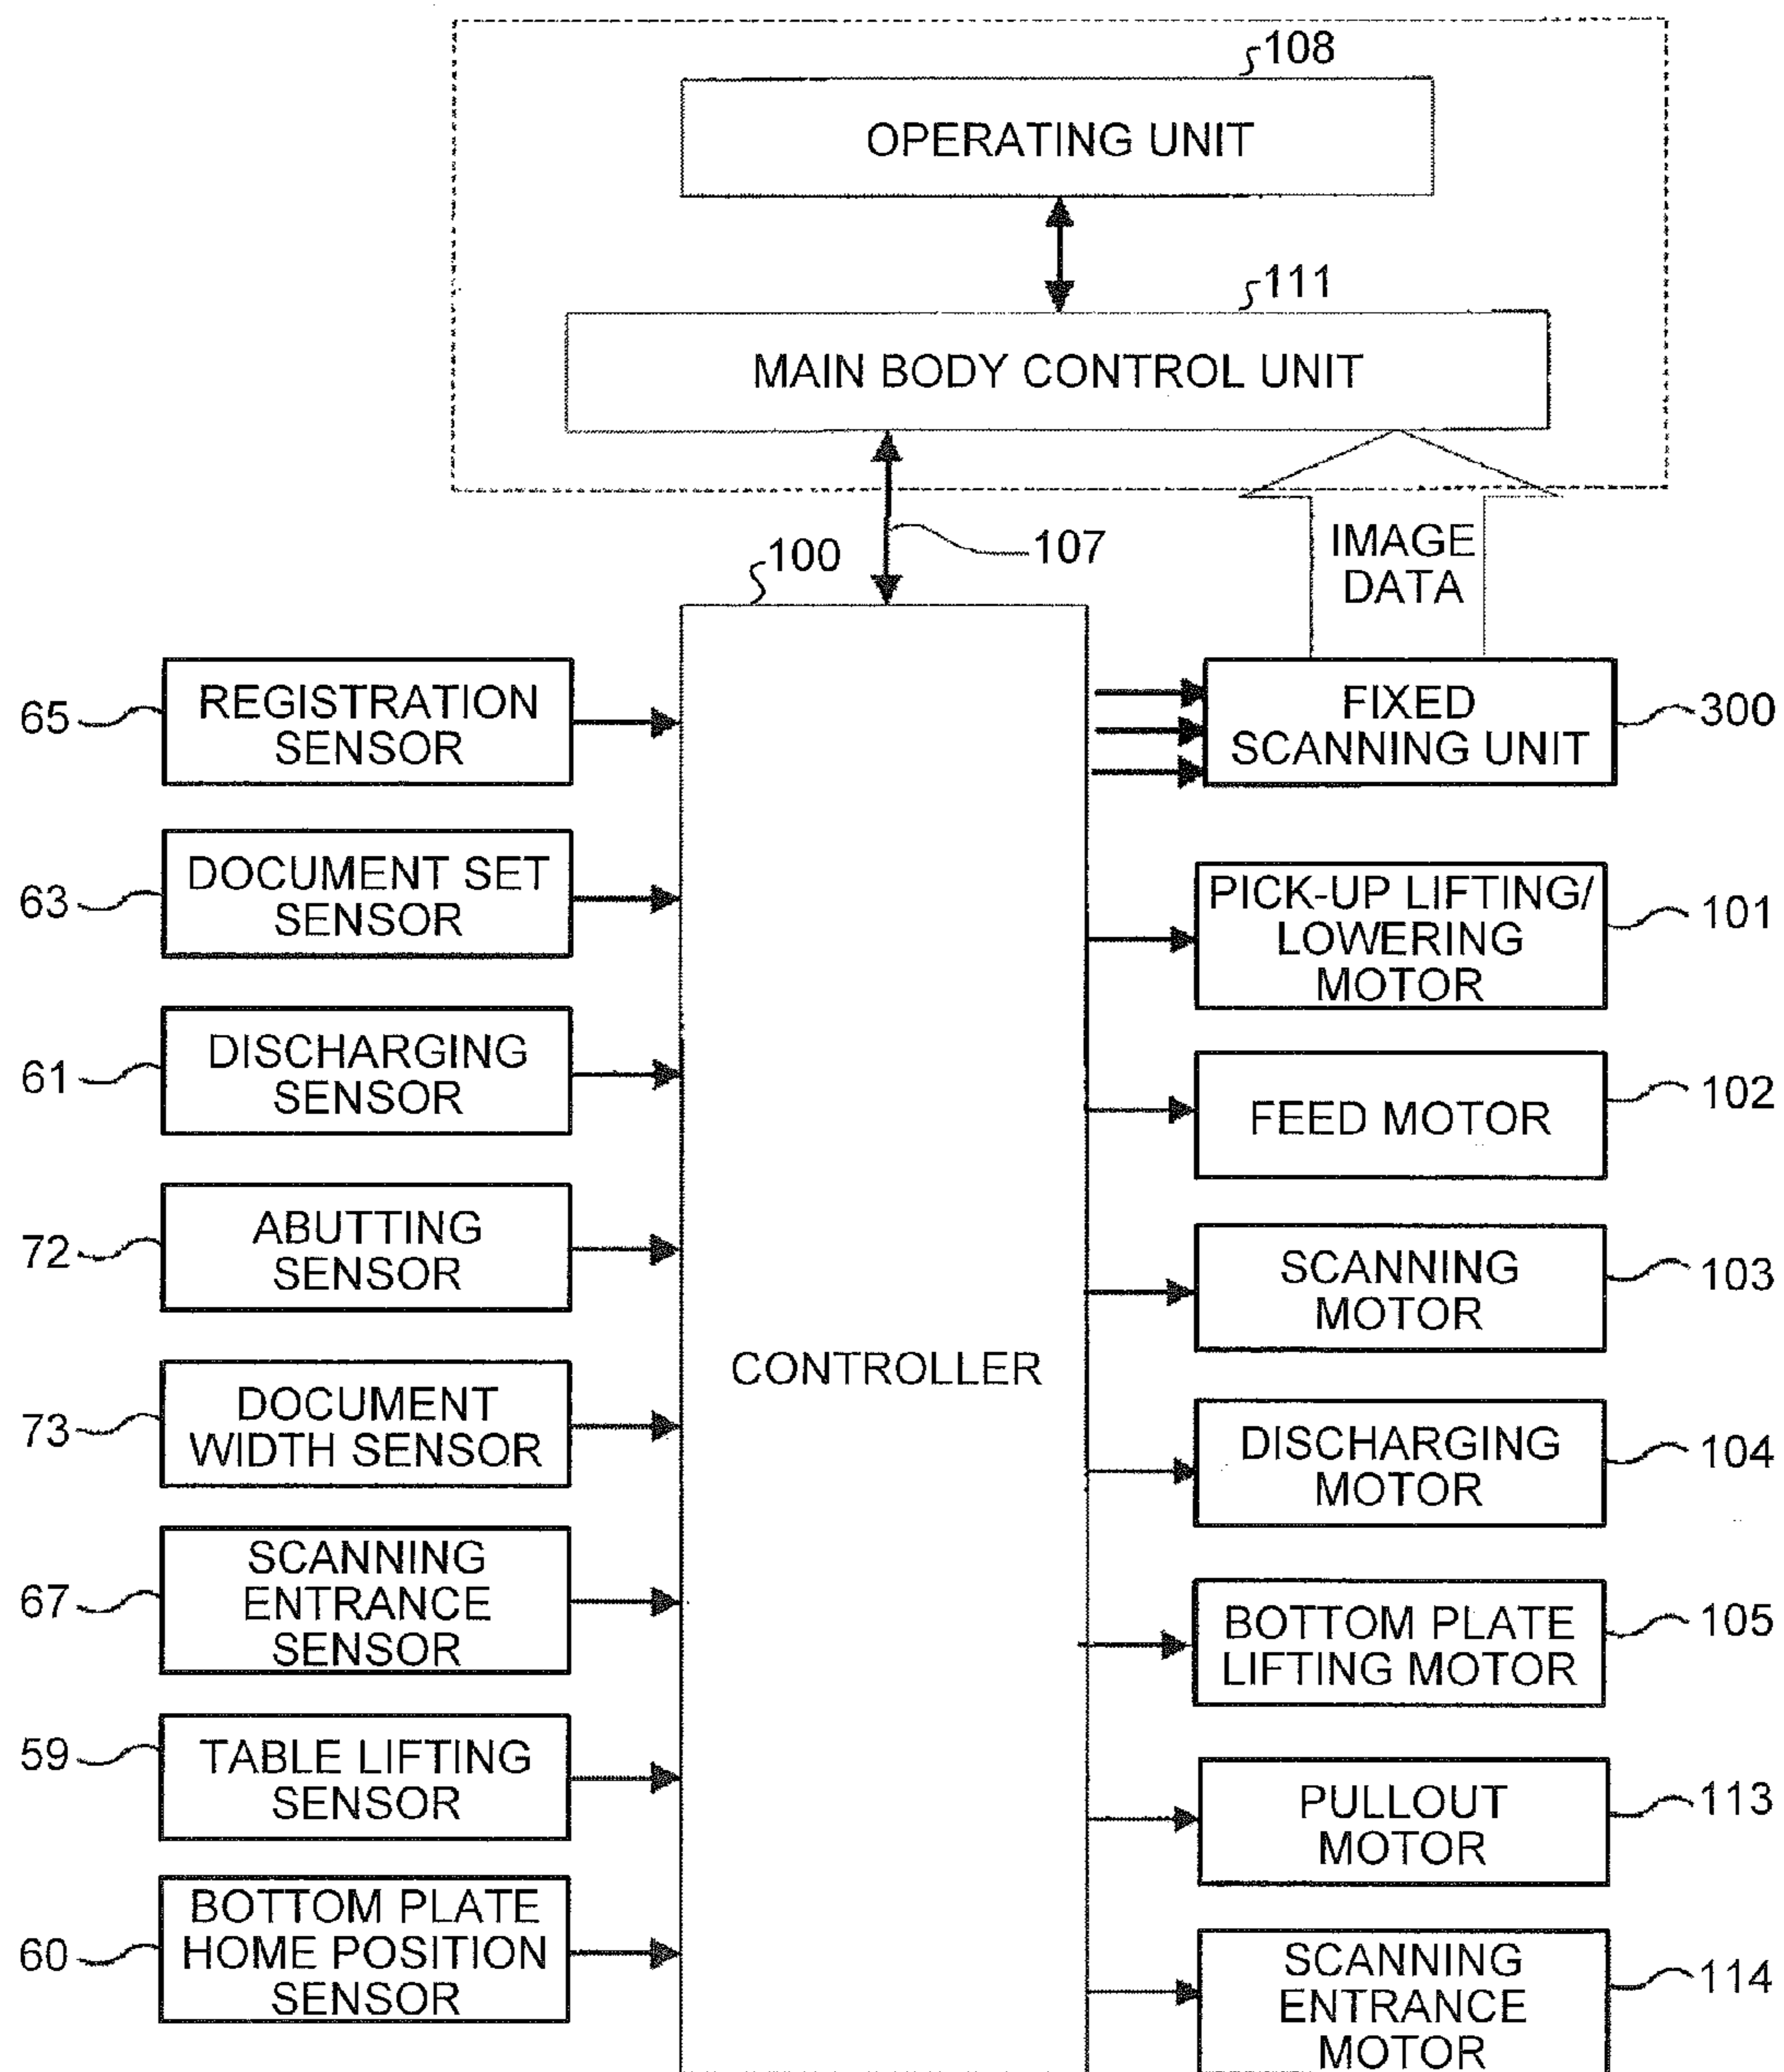 108
OPERATING UNIT
111
MAIN BODY CONTROL UNIT
107
100
IMAGE
DATA
65
REGISTRATION
SENSOR
FIXED
SCANNING UNIT
300
63
DOCUMENT SET
SENSOR
PICK-UP LIFTING/
LOWERING
MOTOR
101
61
DISCHARGING
SENSOR
FEED MOTOR
102
72
ABUTTING
SENSOR
SCANNING
MOTOR
103
CONTROLLER
73
DOCUMENT
WIDTH SENSOR
DISCHARGING
MOTOR
104
67
SCANNING
ENTRANCE
SENSOR
BOTTOM PLATE
LIFTING MOTOR
105
59
TABLE LIFTING
SENSOR
PULLOUT
MOTOR
113
60
BOTTOM PLATE
HOME POSITION
SENSOR
SCANNING
ENTRANCE
MOTOR
114